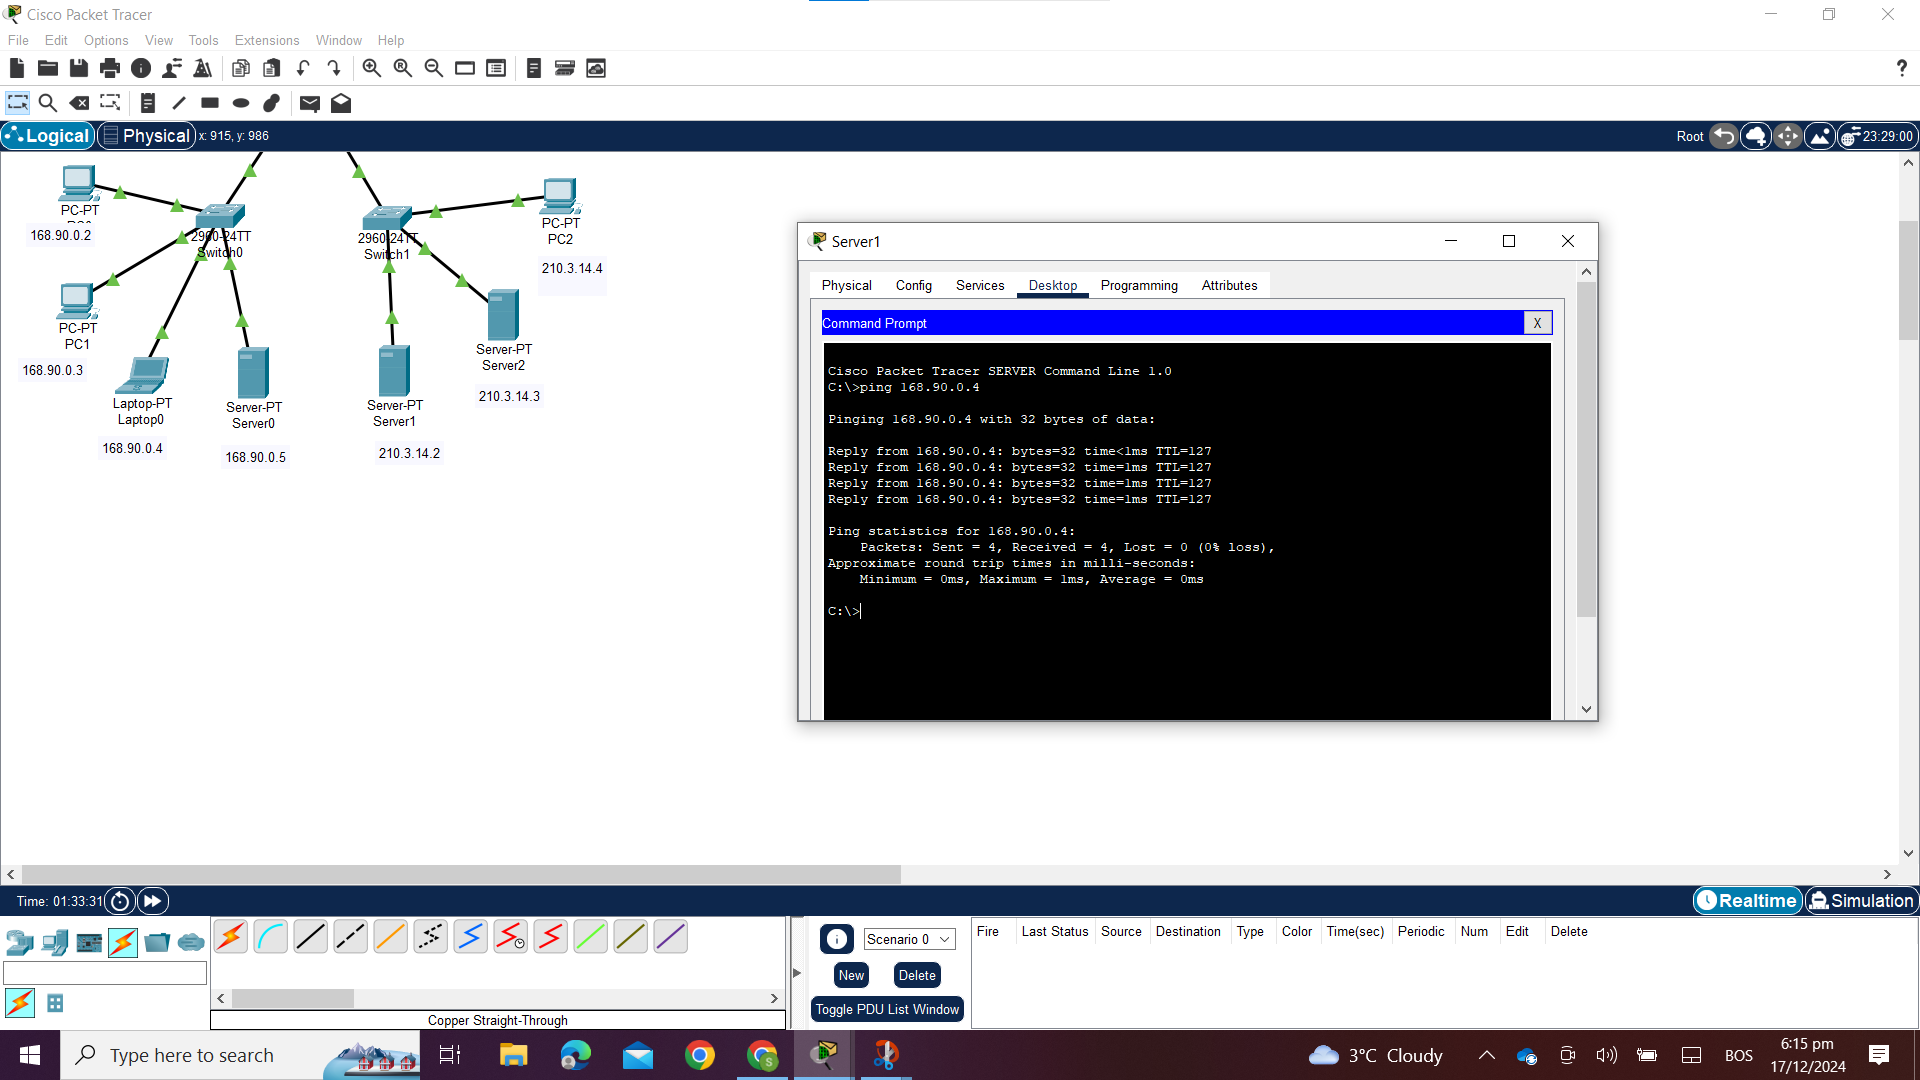 Cisco Packet Tracer
File Edit Options View Tools Extensions Window Help
?
Logical Physical x: 915, y: 986 Root 23:29:00
PC-PT
168.90.0.2
2960-24TT
Switch0
PC-PT
PC1
168.90.0.3
Laptop-PT
Laptop0
168.90.0.4
Server-PT
Server0
168.90.0.5
2960-24TT
Switch1
PC-PT
PC2
210.3.14.4
Server-PT
Server2
210.3.14.3
Server-PT
Server1
210.3.14.2
Server1
Physical Config Services Desktop Programming Attributes
Command Prompt X
Cisco Packet Tracer SERVER Command Line 1.0
C:\>ping 168.90.0.4
Pinging 168.90.0.4 with 32 bytes of data:
Reply from 168.90.0.4: bytes=32 time<1ms TTL=127
Reply from 168.90.0.4: bytes=32 time=1ms TTL=127
Reply from 168.90.0.4: bytes=32 time=1ms TTL=127
Reply from 168.90.0.4: bytes=32 time=1ms TTL=127
Ping statistics for 168.90.0.4:
Packets: Sent = 4, Received = 4, Lost = 0 (0% loss),
Approximate round trip times in milli-seconds:
Minimum = 0ms, Maximum = 1ms, Average = 0ms
C:\>
Time: 01:33:31 Realtime Simulation
Scenario 0
New Delete
Toggle PDU List Window
Fire Last Status Source Destination Type Color Time(sec) Periodic Num Edit Delete
Copper Straight-Through
Type here to search
3°C Cloudy
BOS
6:15 pm
17/12/2024